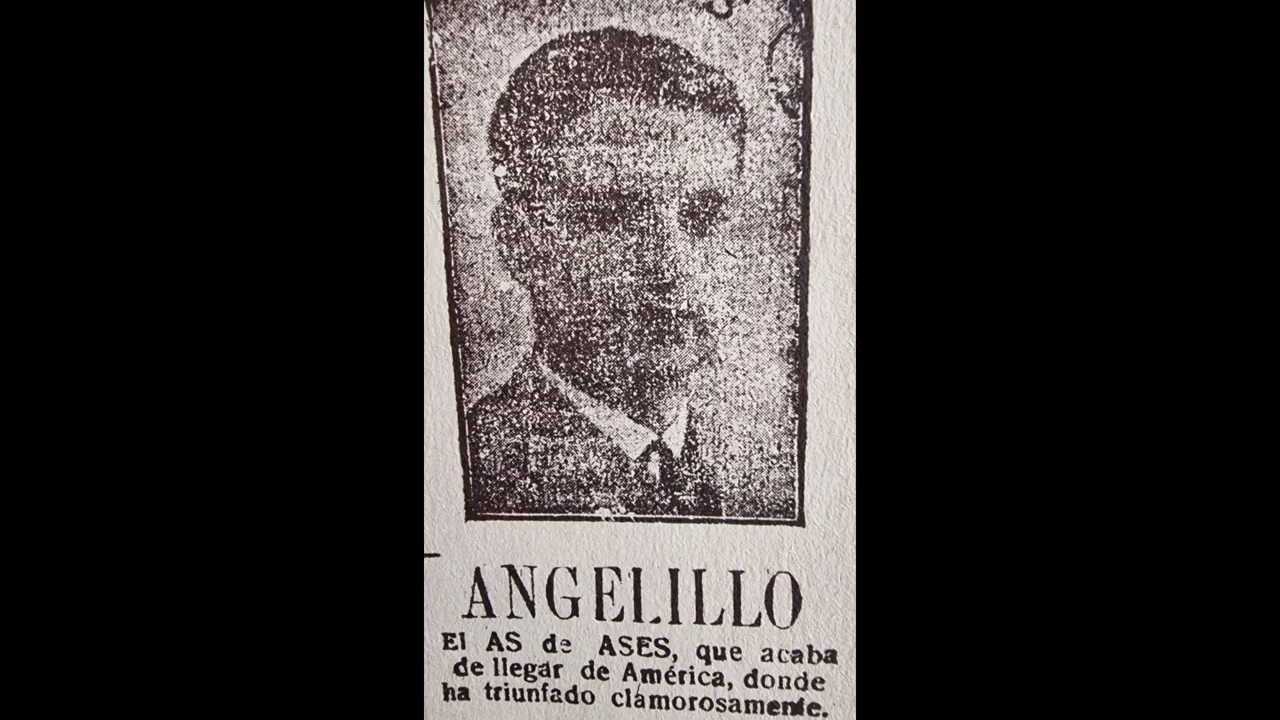 ANGELILLO
El AS de ASES, que acaba
de llegar de América, donde
ha triunfado clamorosamente.